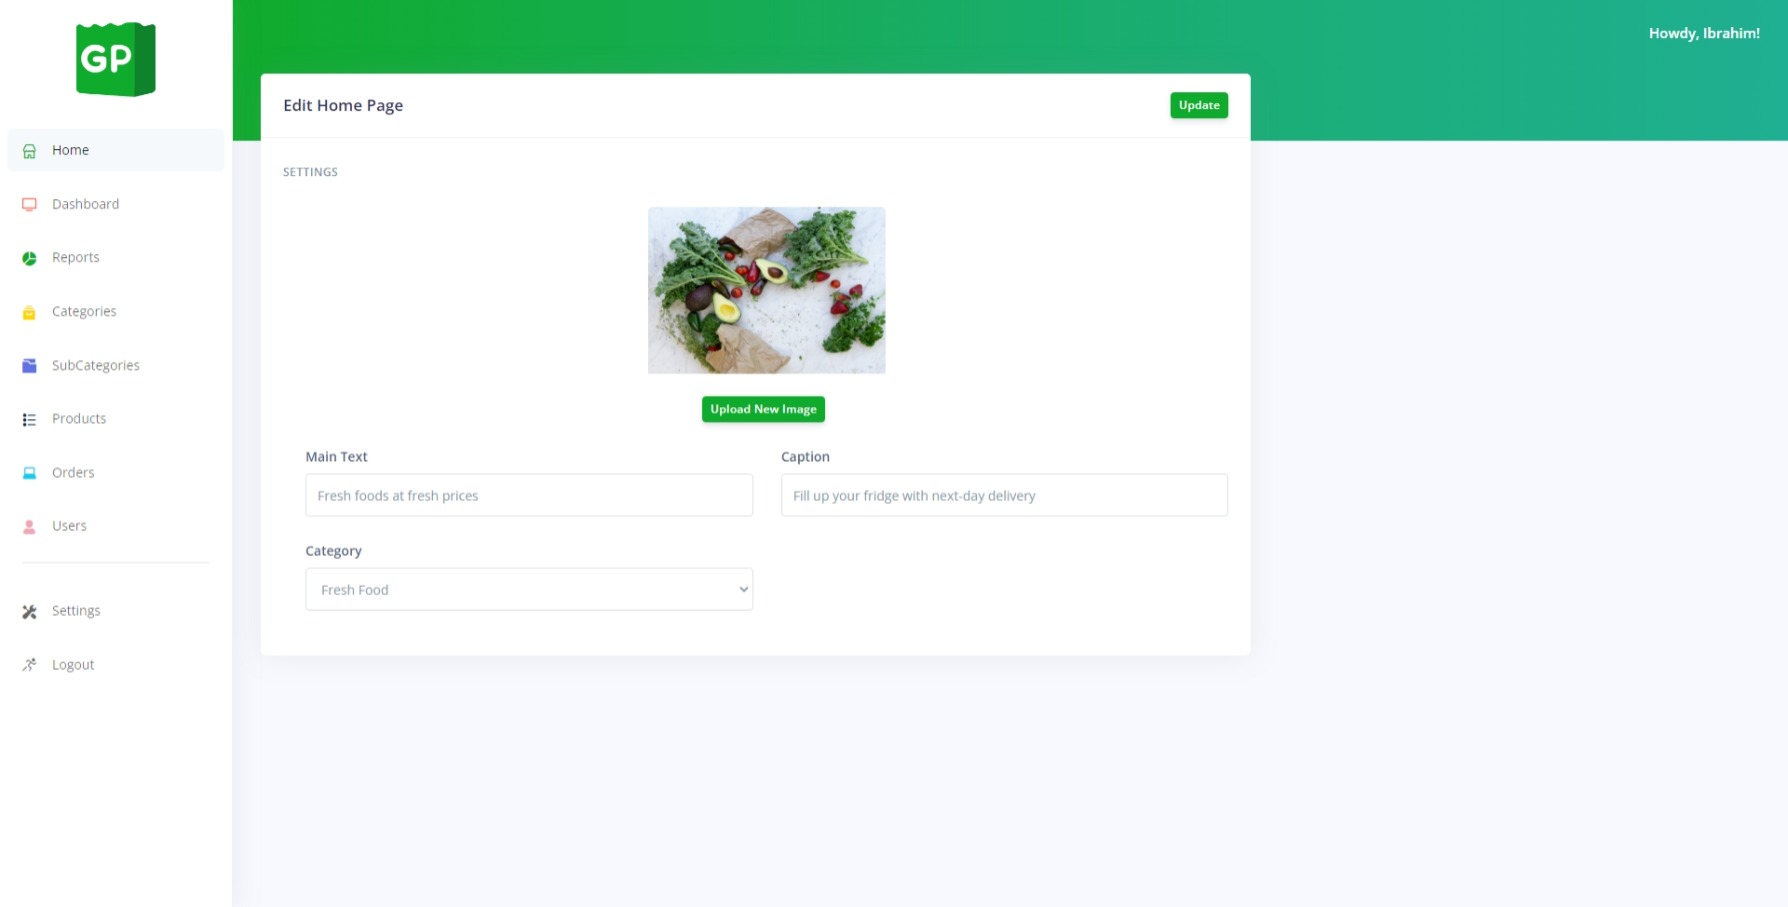 GP
Howdy, Ibrahim!
Home
Dashboard
Reports
Categories
SubCategories
Products
Orders
Users
Settings
Logout
Edit Home Page
Update
SETTINGS
Upload New Image
Main Text
Caption
Fresh foods at fresh prices
Fill up your fridge with next-day delivery
Category
Fresh Food